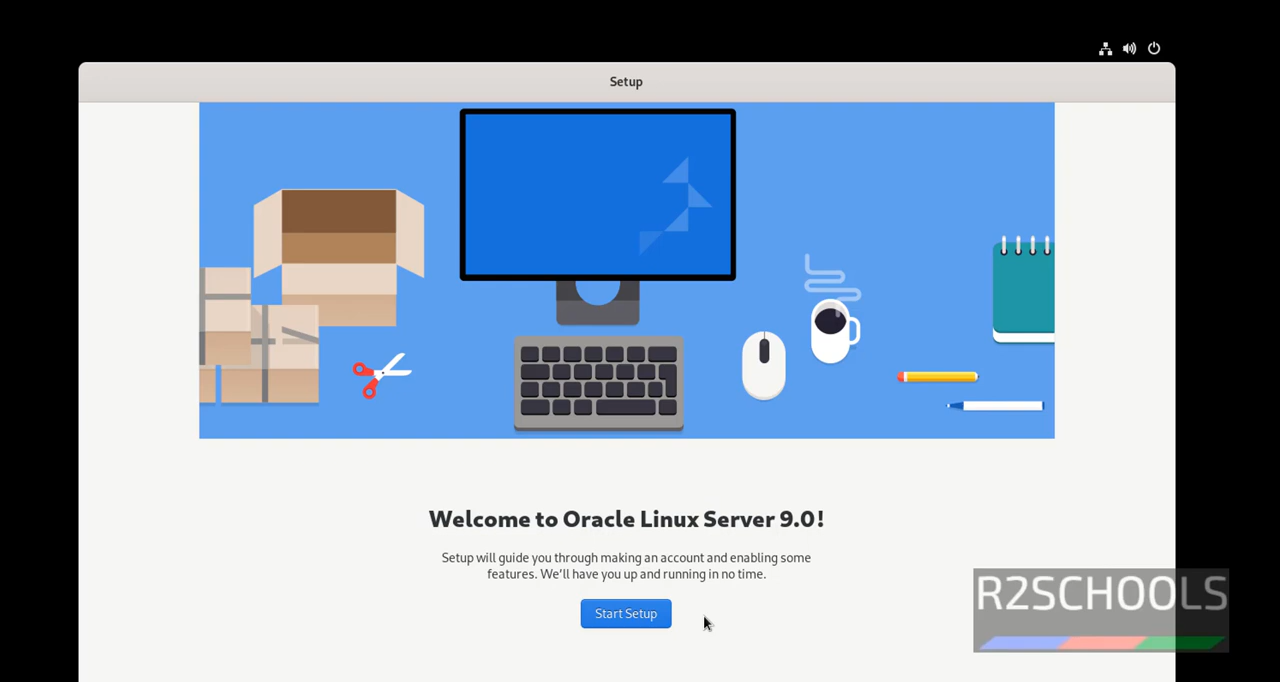 Setup
Welcome to Oracle Linux Server 9.0!
Setup will guide you through making an account and enabling some
features. We'll have you up and running in no time.
Start Setup
R2SCHOOLS